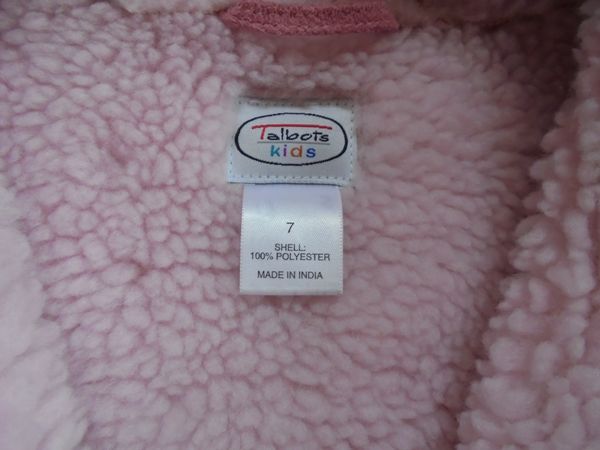 Talbots
kids
7
SHELL:
100% POLYESTER
MADE IN INDIA